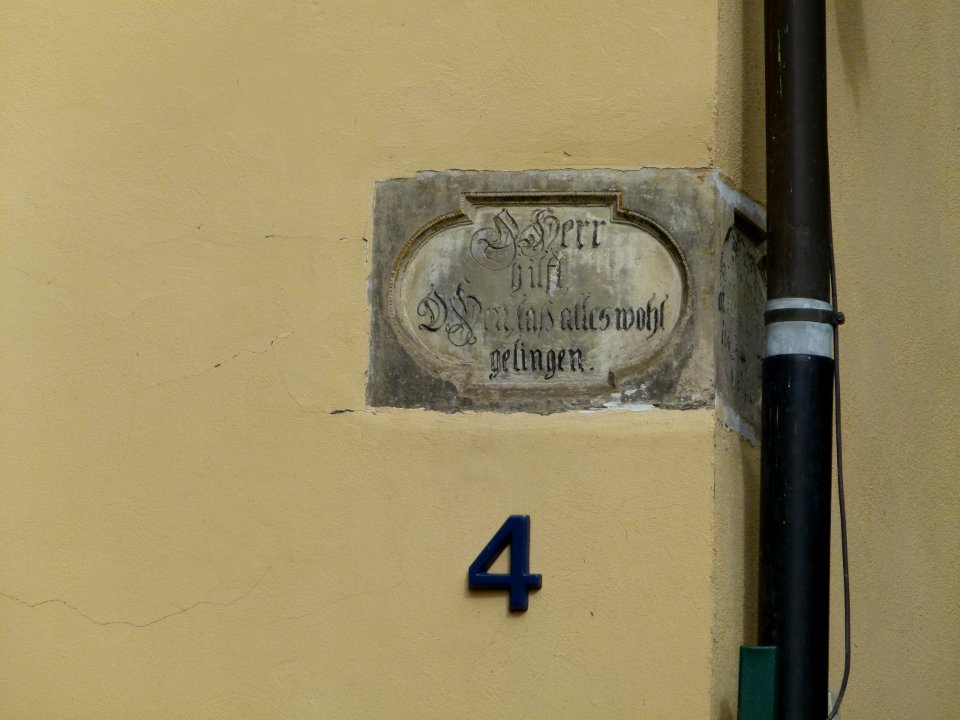 O Herr
hilf,
O Herr, laß alles wohl
gelingen.
4